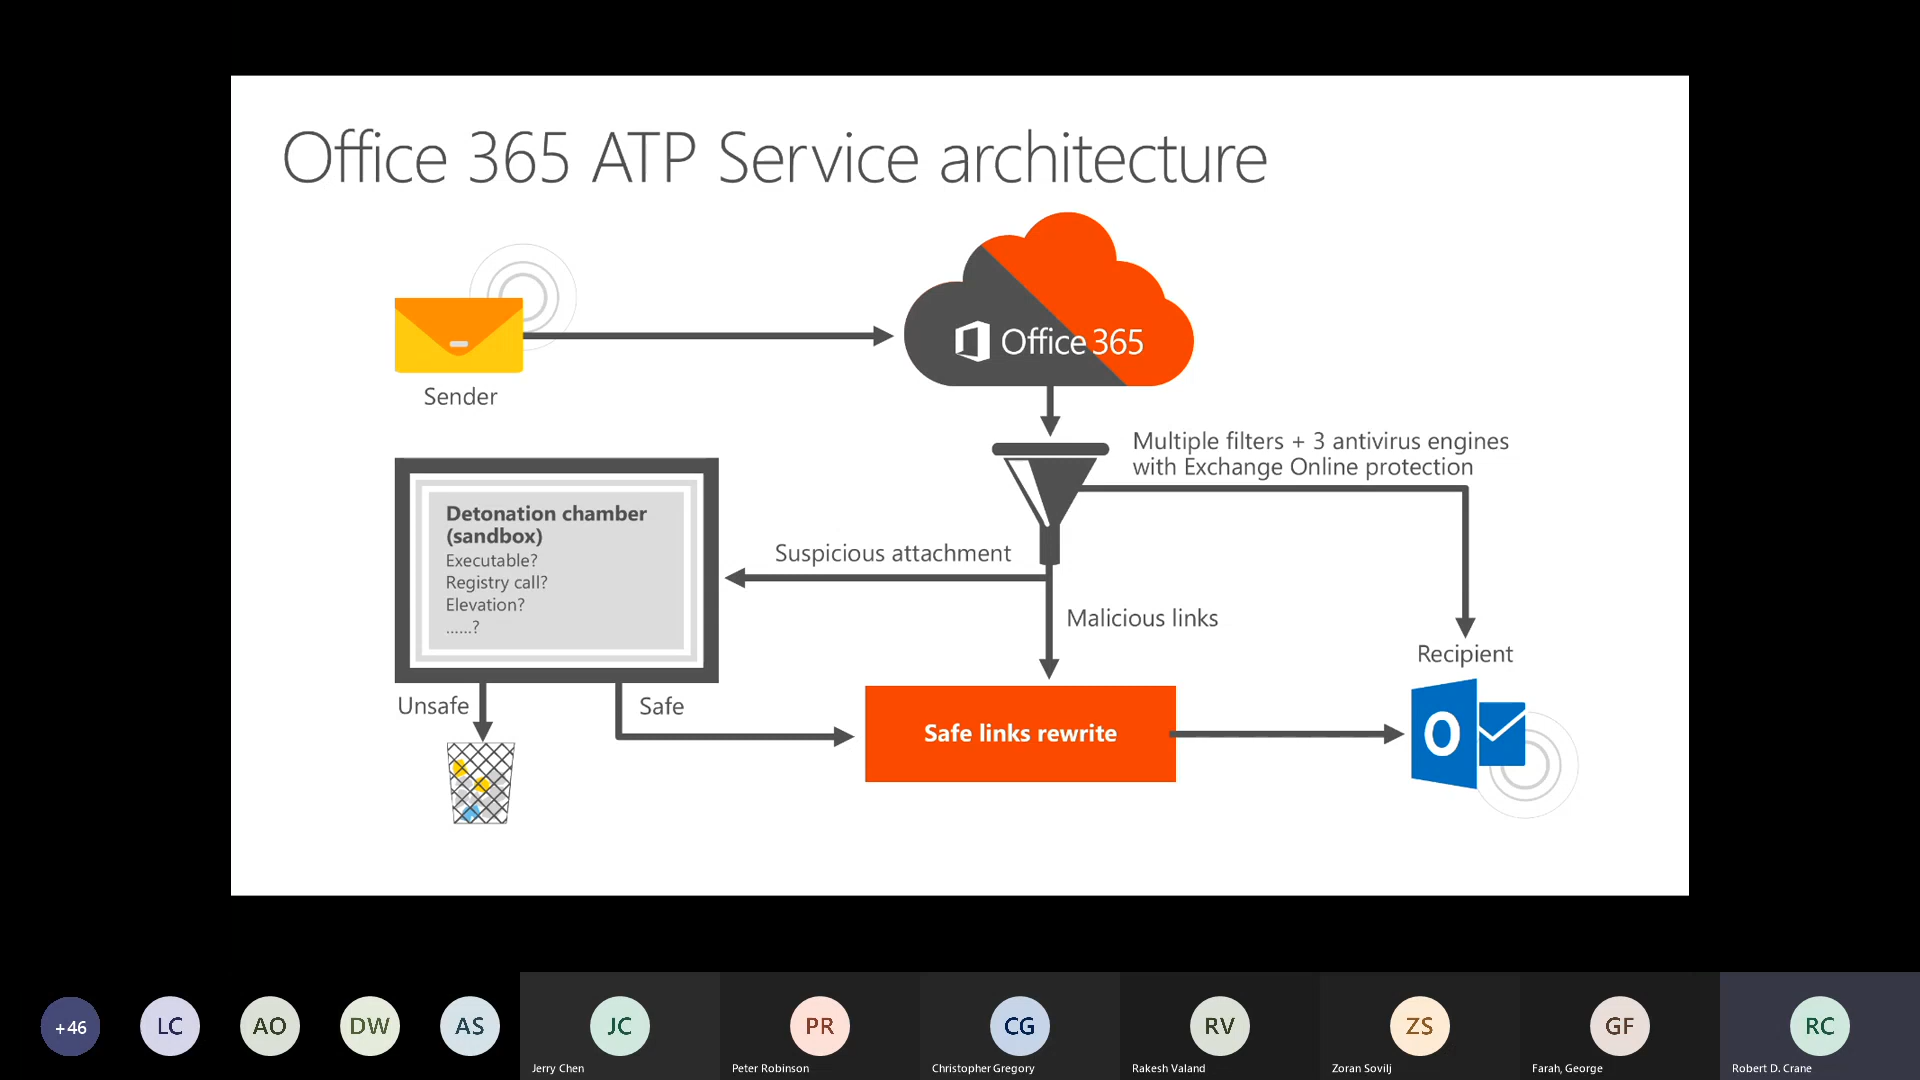 Office 365 ATP Service architecture
Office 365
Sender
Multiple filters + 3 antivirus engines
with Exchange Online protection
Detonation chamber
(sandbox)
Executable?
Registry call?
Elevation?
......?
Suspicious attachment
Malicious links
Recipient
Unsafe
Safe
Safe links rewrite
O
+46
LC
AO
DW
AS
JC
PR
CG
RV
ZS
GF
RC
Jerry Chen
Peter Robinson
Christopher Gregory
Rakesh Valand
Zoran Sovilj
Farah, George
Robert D. Crane